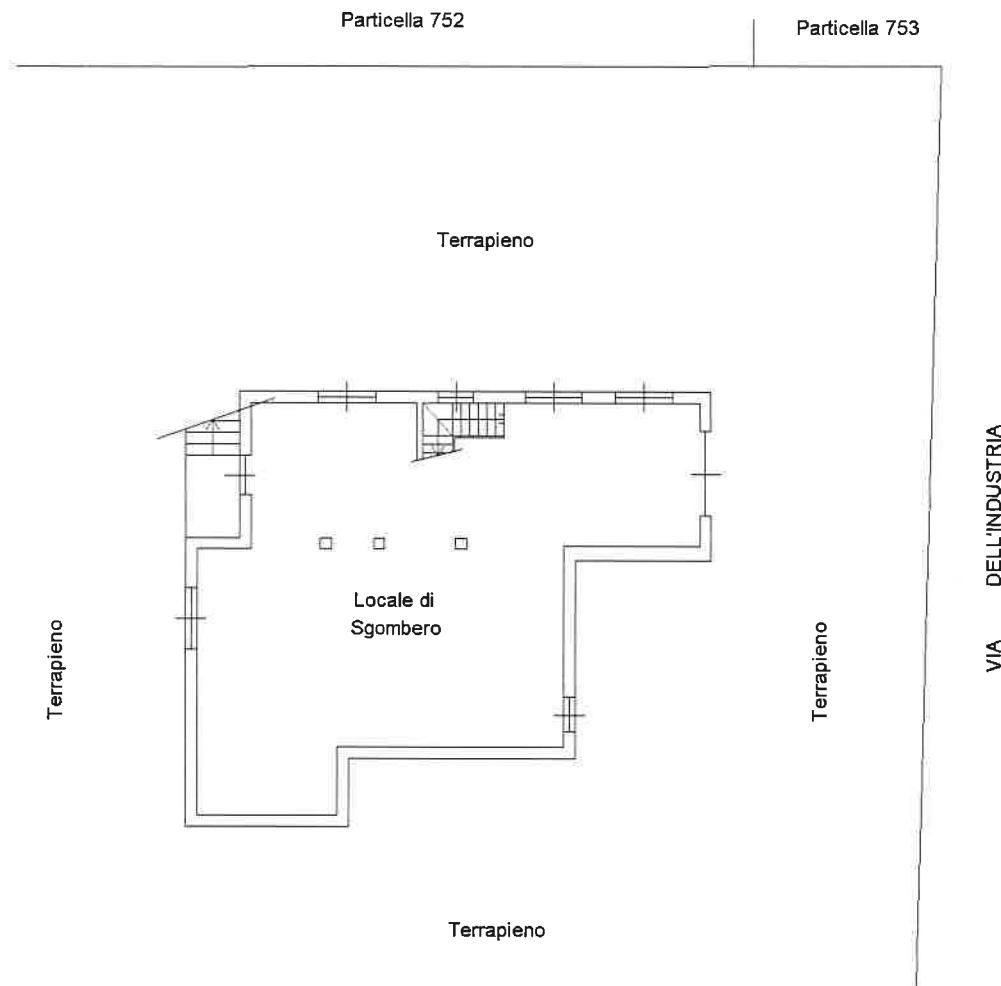 Particella 752
Particella 753
Terrapieno
VIA DELL'INDUSTRIA
Locale di
Sgombero
Terrapieno
Terrapieno
Terrapieno